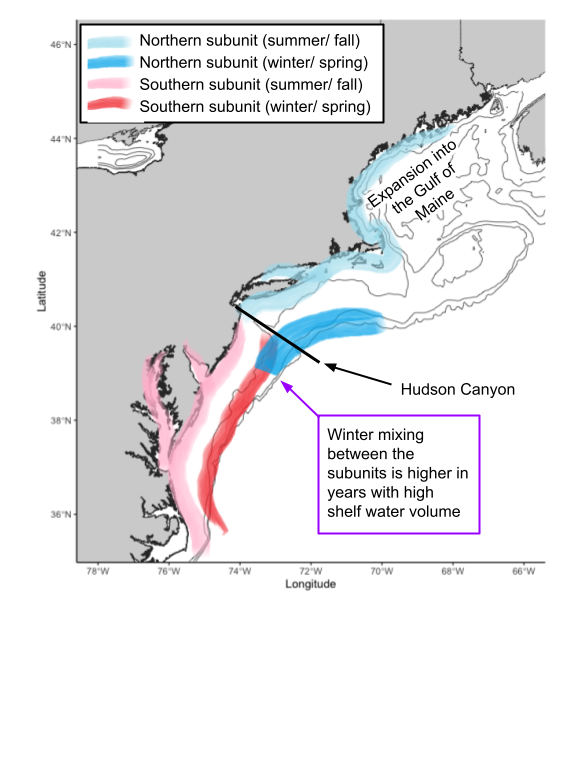 Northern subunit (summer/ fall)
Northern subunit (winter/ spring)
Southern subunit (summer/ fall)
Southern subunit (winter/ spring)
46°N
44°N
42°N
40°N
38°N
36°N
Latitude
Expansion into
the Gulf of
Maine
Hudson Canyon
Winter mixing
between the
subunits is higher in
years with high
shelf water volume
78°W
76°W
74°W
72°W
70°W
68°W
66°W
Longitude